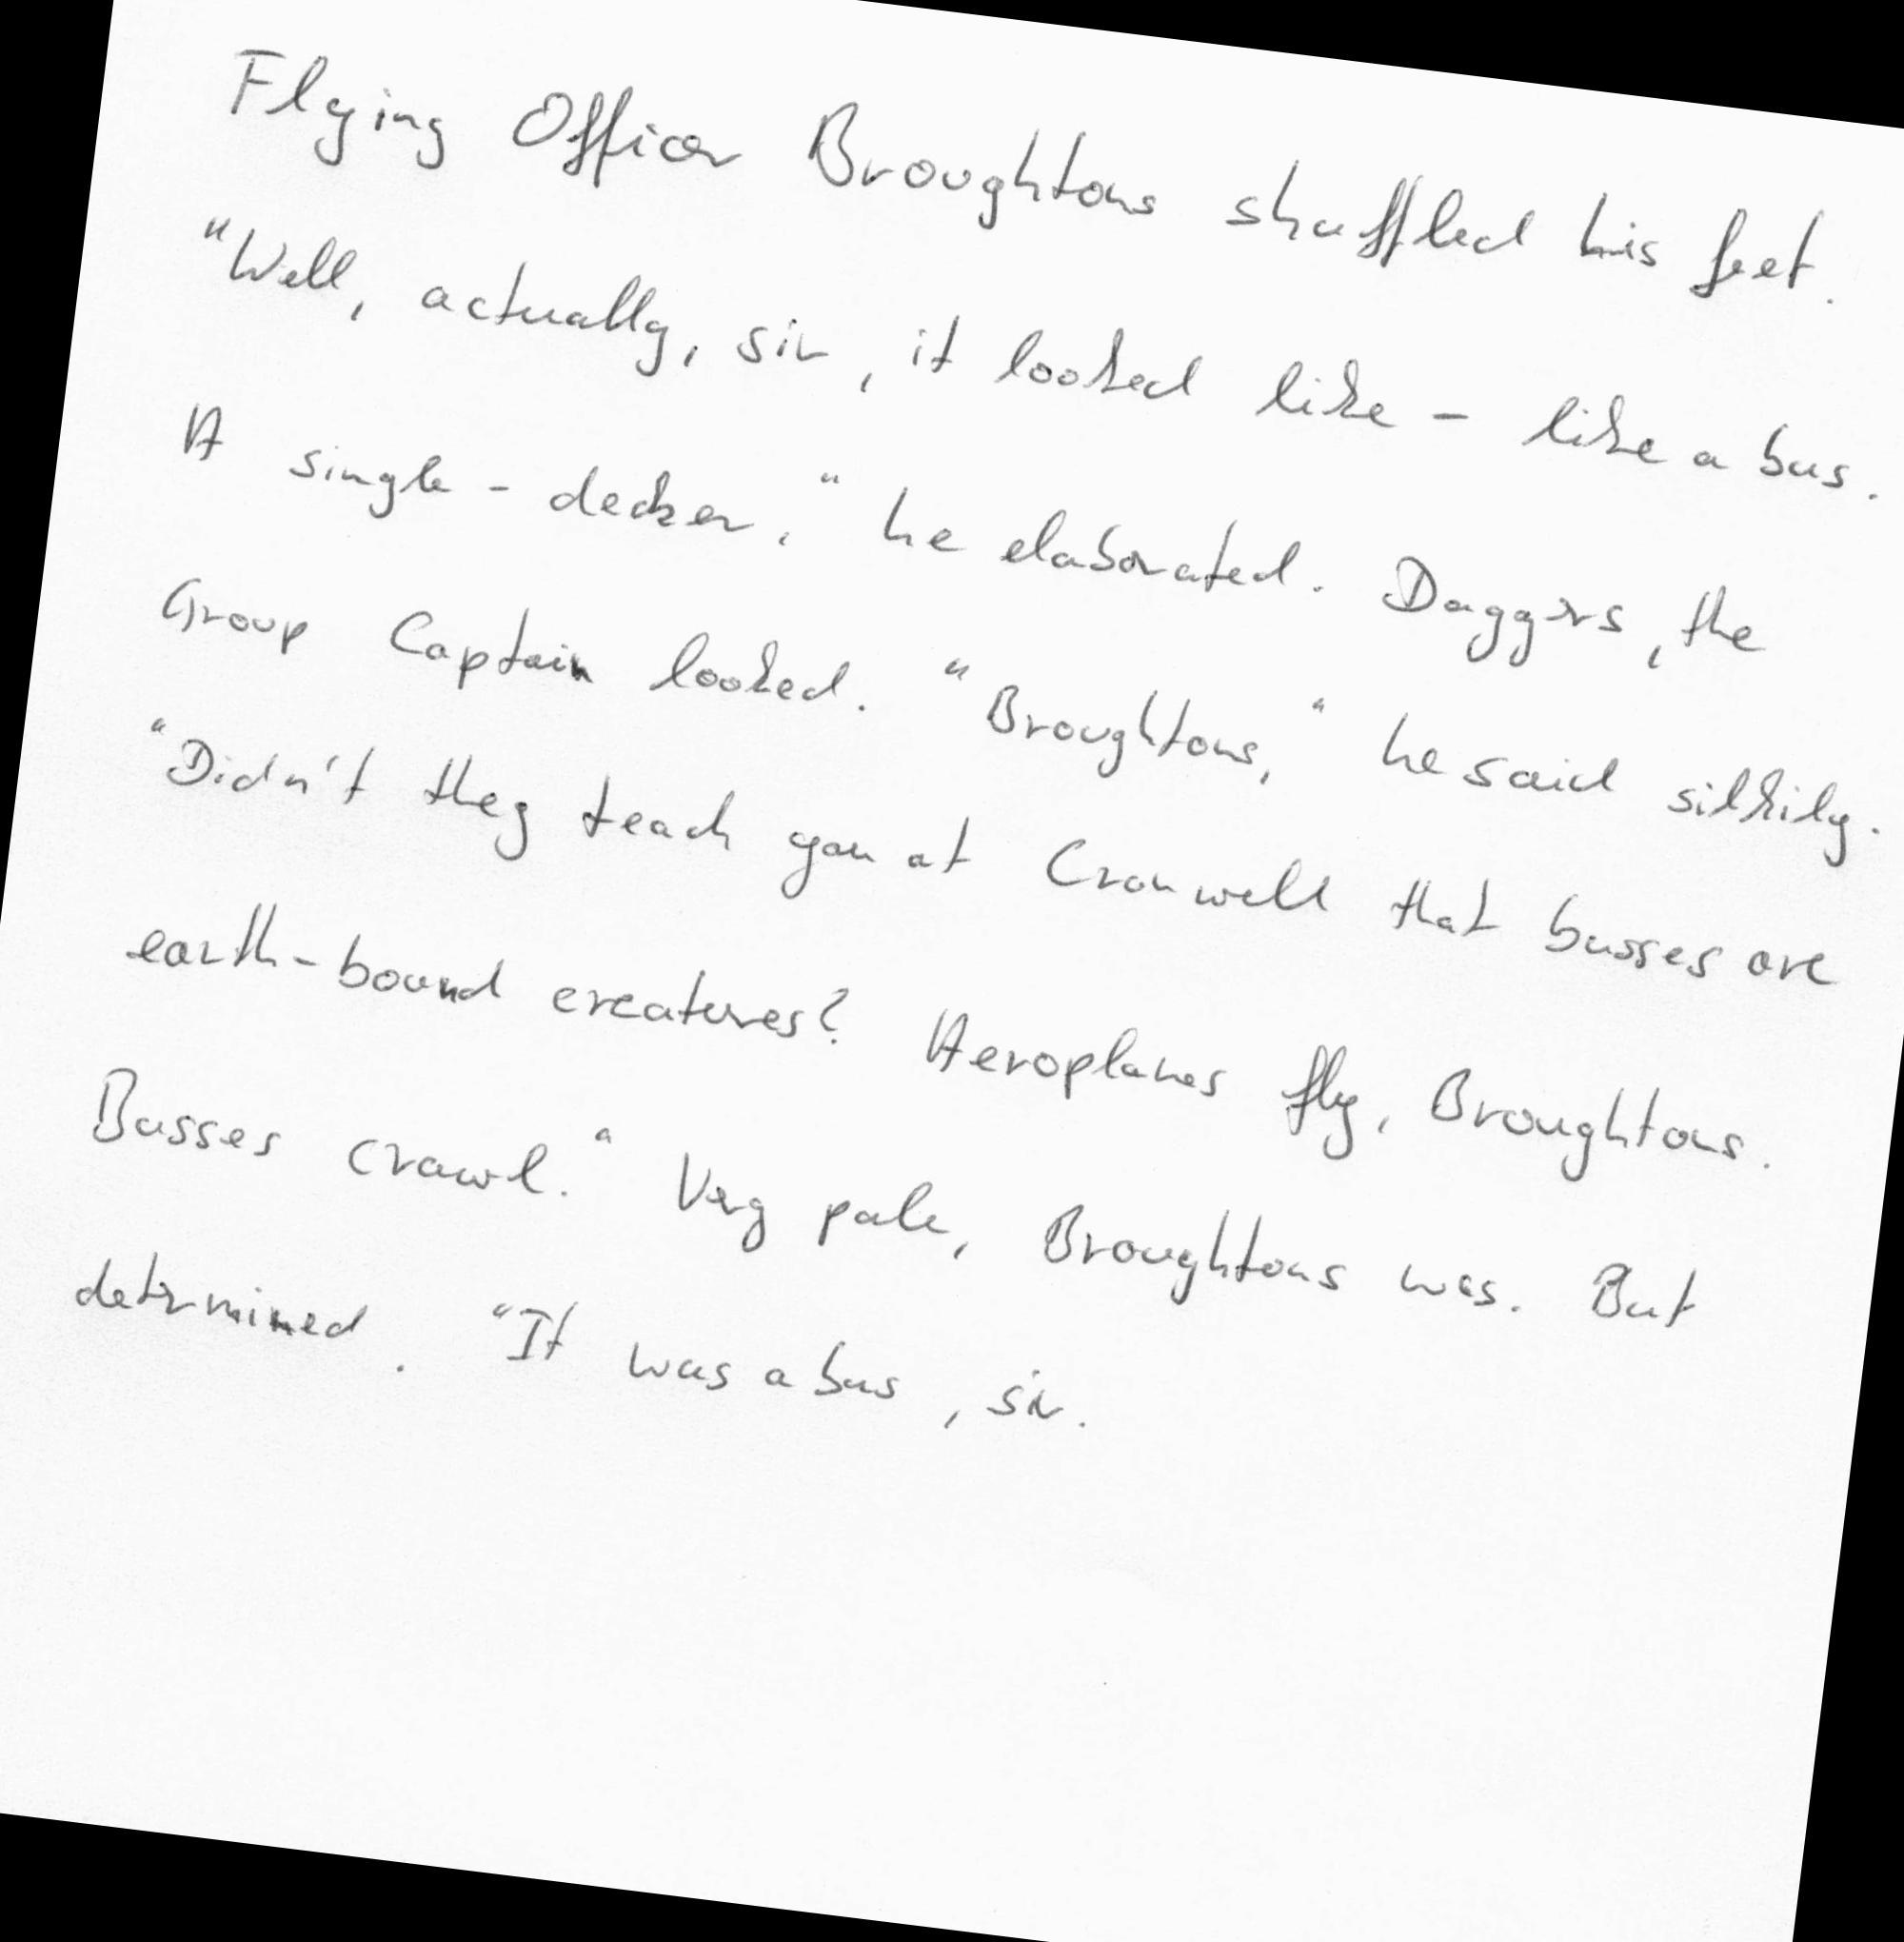 Flying Officer Broughtons shuffled his feet.
"Well, actually, sir, it looked like - like a bus.
A single - decker." he elaborated. Daggers, the
Group Captain looked. "Broughtons," he said silkily.
"Didn't they teach you at Cronwell that busses are
earth-bound creatures? Aeroplanes fly, Broughtons.
Busses crawl." Very pale, Broughtons was. But
determined. "It was a bus, sir.